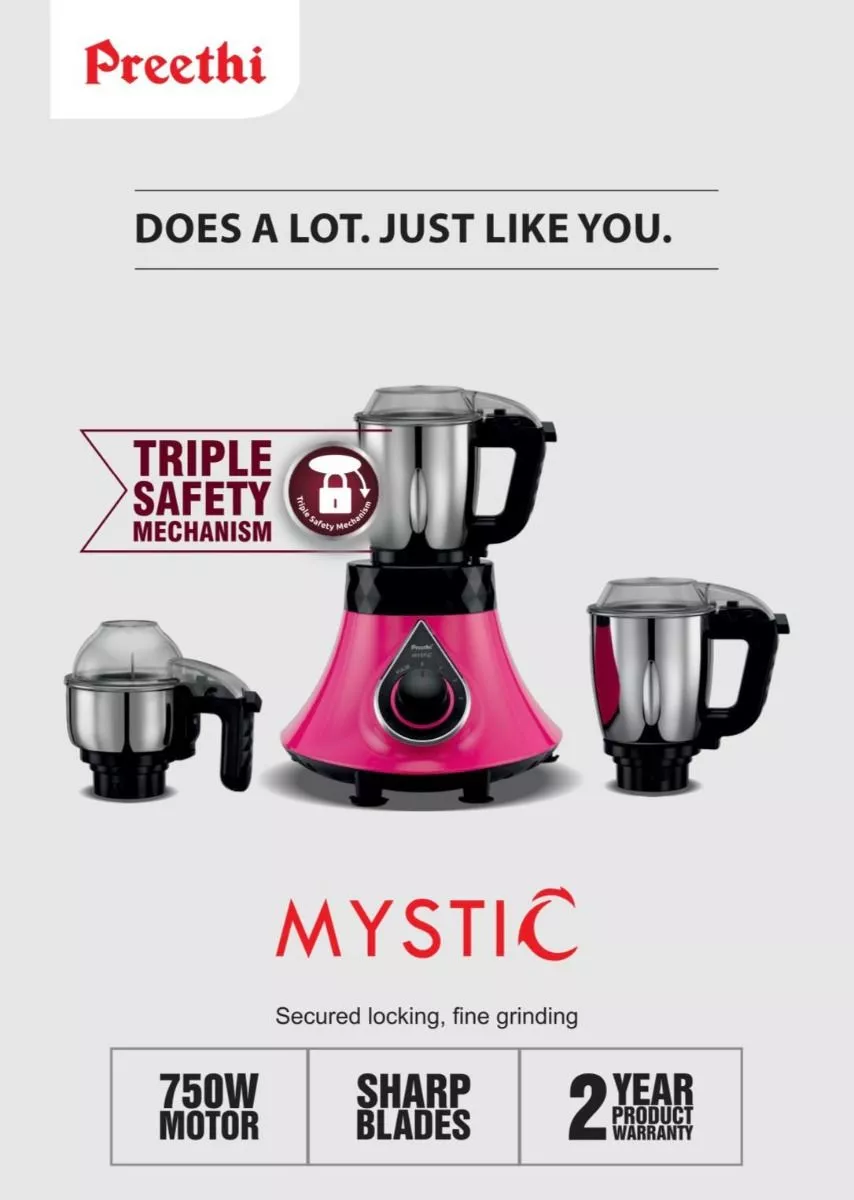 Preethi
DOES A LOT. JUST LIKE YOU.
TRIPLE
SAFETY
MECHANISM
Triple Safety Mechanism
Preethi
MYSTIC
MYSTIC
Secured locking, fine grinding
750W
MOTOR
SHARP
BLADES
2 YEAR
PRODUCT
WARRANTY